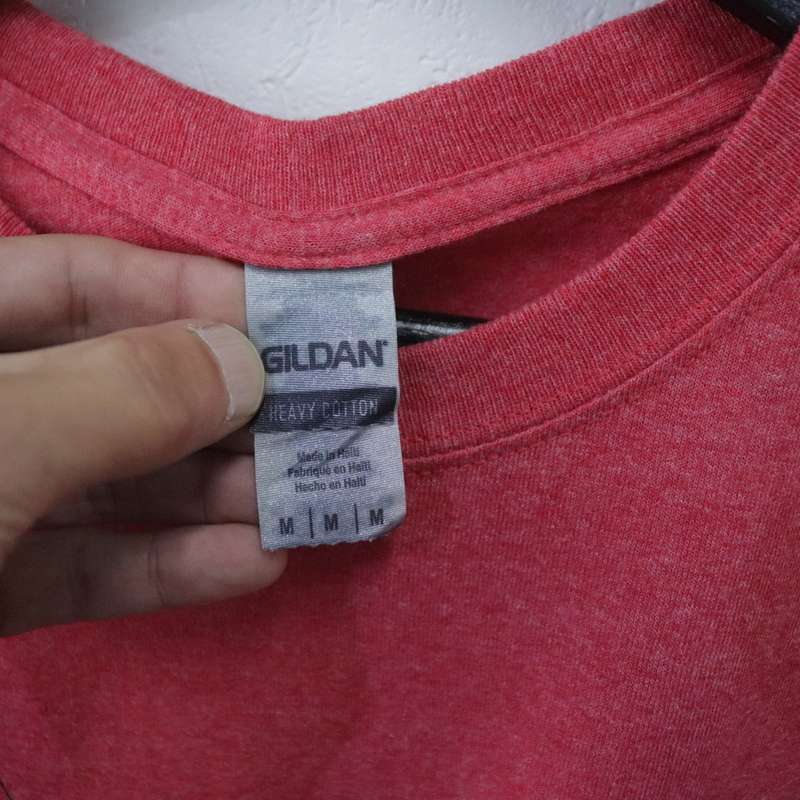 GILDAN®
HEAVY COTTON
Made in Haiti
Fabriqué en Haïti
Hecho en Haití
M | M | M